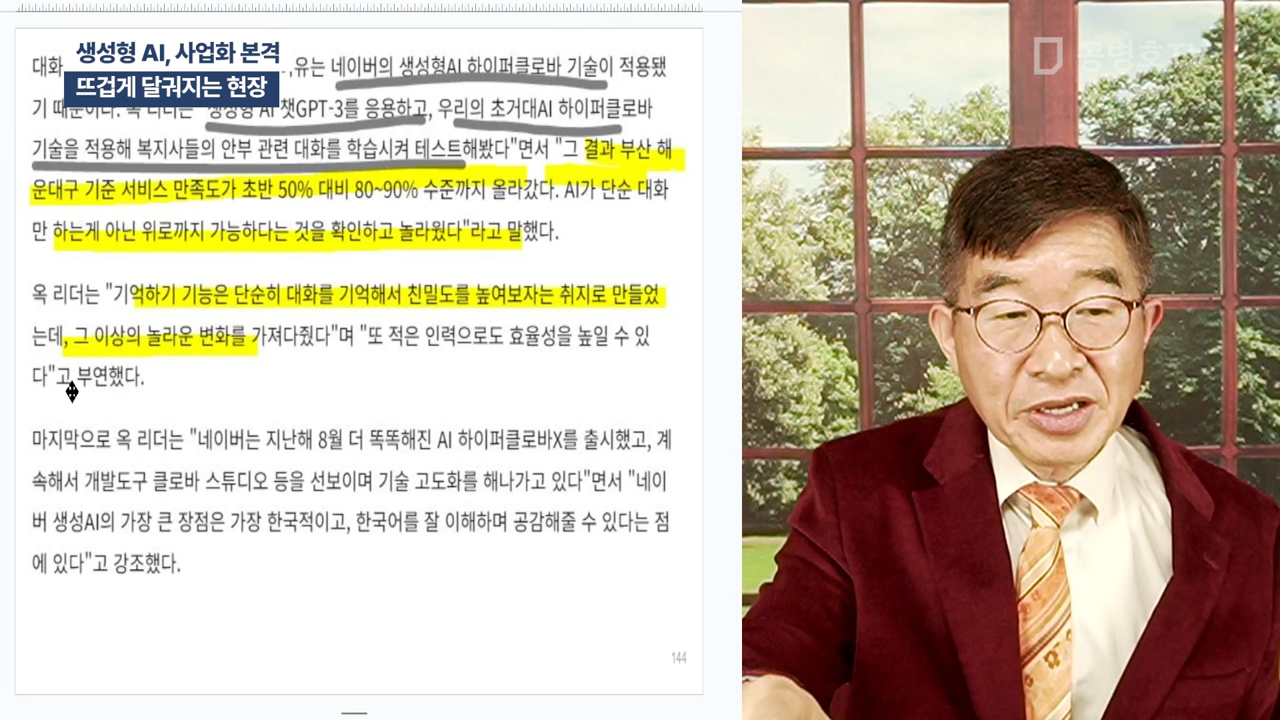 생성형 AI, 사업화 본격
뜨겁게 달궈지는 현장
대화 ,유는 네이버의 생성형AI 하이퍼클로바 기술이 적용됐
기 때문이다. 옥 리더는 "생성형 AI 챗GPT-3를 응용하고, 우리의 초거대AI 하이퍼클로바
기술을 적용해 복지사들의 안부 관련 대화를 학습시켜 테스트해봤다"면서 "그 결과 부산 해
운대구 기준 서비스 만족도가 초반 50% 대비 80~90% 수준까지 올라갔다. AI가 단순 대화
만 하는게 아닌 위로까지 가능하다는 것을 확인하고 놀라웠다"라고 말했다.
옥 리더는 "기억하기 기능은 단순히 대화를 기억해서 친밀도를 높여보자는 취지로 만들었
는데, 그 이상의 놀라운 변화를 가져다줬다"며 "또 적은 인력으로도 효율성을 높일 수 있
다"고 부연했다.
마지막으로 옥 리더는 "네이버는 지난해 8월 더 똑똑해진 AI 하이퍼클로바X를 출시했고, 계
속해서 개발도구 클로바 스튜디오 등을 선보이며 기술 고도화를 해나가고 있다"면서 "네이
버 생성AI의 가장 큰 장점은 가장 한국적이고, 한국어를 잘 이해하며 공감해줄 수 있다는 점
에 있다"고 강조했다.
144
공병호TV